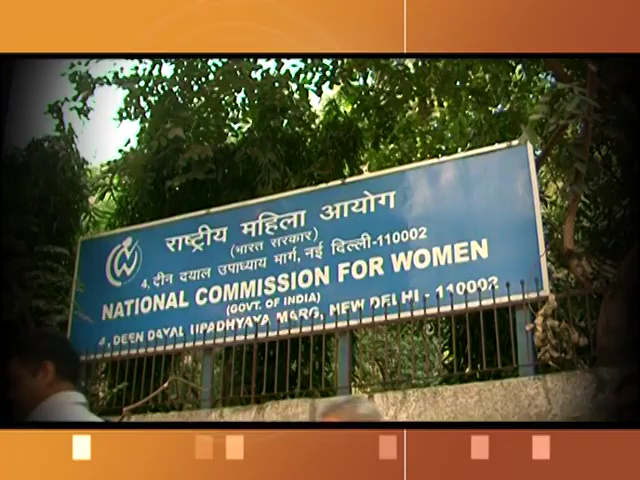 राष्ट्रीय महिला आयोग
(भारत सरकार)
4, दीन दयाल उपाध्याय मार्ग, नई दिल्ली-110002
NATIONAL COMMISSION FOR WOMEN
(GOVT. OF INDIA)
4, DEEN DAYAL UPADHYAYA MARG, NEW DELHI - 110002